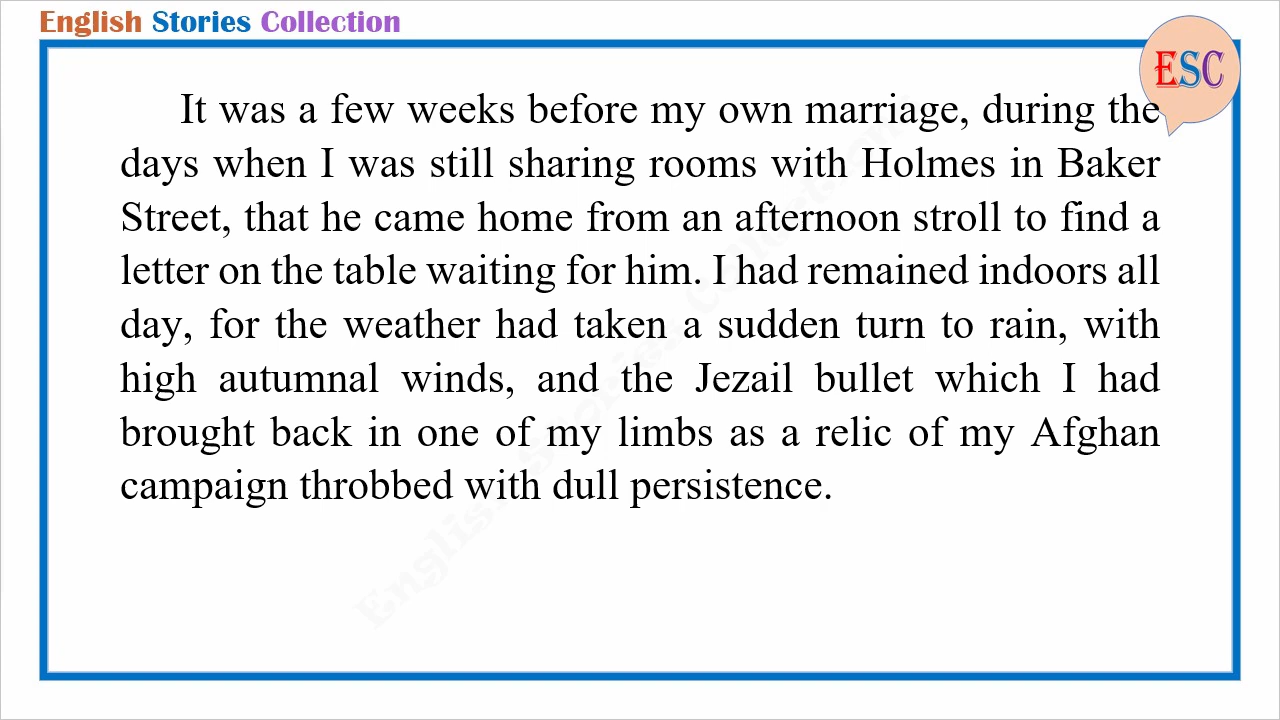 English Stories Collection
ESC
It was a few weeks before my own marriage, during the
days when I was still sharing rooms with Holmes in Baker
Street, that he came home from an afternoon stroll to find a
letter on the table waiting for him. I had remained indoors all
day, for the weather had taken a sudden turn to rain, with
high autumnal winds, and the Jezail bullet which I had
brought back in one of my limbs as a relic of my Afghan
campaign throbbed with dull persistence.
English Stories Collection